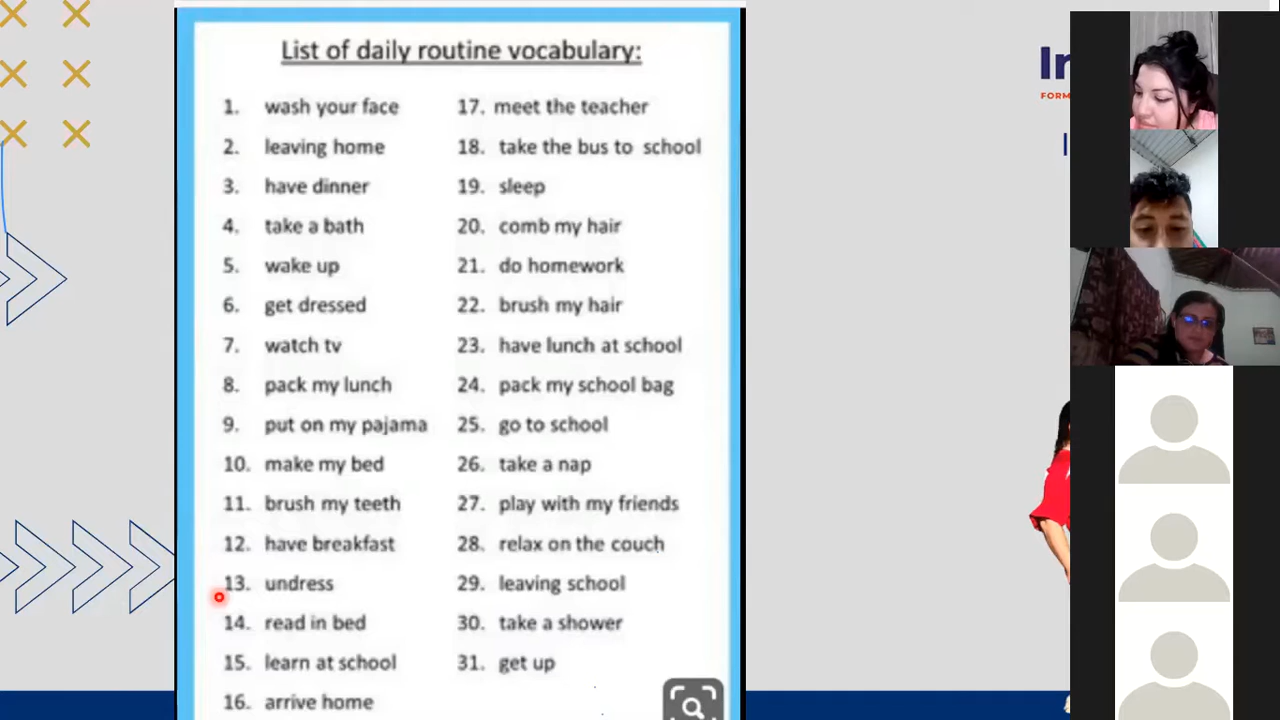 List of daily routine vocabulary:
1. wash your face
2. leaving home
3. have dinner
4. take a bath
5. wake up
6. get dressed
7. watch tv
8. pack my lunch
9. put on my pajama
10. make my bed
11. brush my teeth
12. have breakfast
13. undress
14. read in bed
15. learn at school
16. arrive home
17. meet the teacher
18. take the bus to school
19. sleep
20. comb my hair
21. do homework
22. brush my hair
23. have lunch at school
24. pack my school bag
25. go to school
26. take a nap
27. play with my friends
28. relax on the couch
29. leaving school
30. take a shower
31. get up
In
FORM